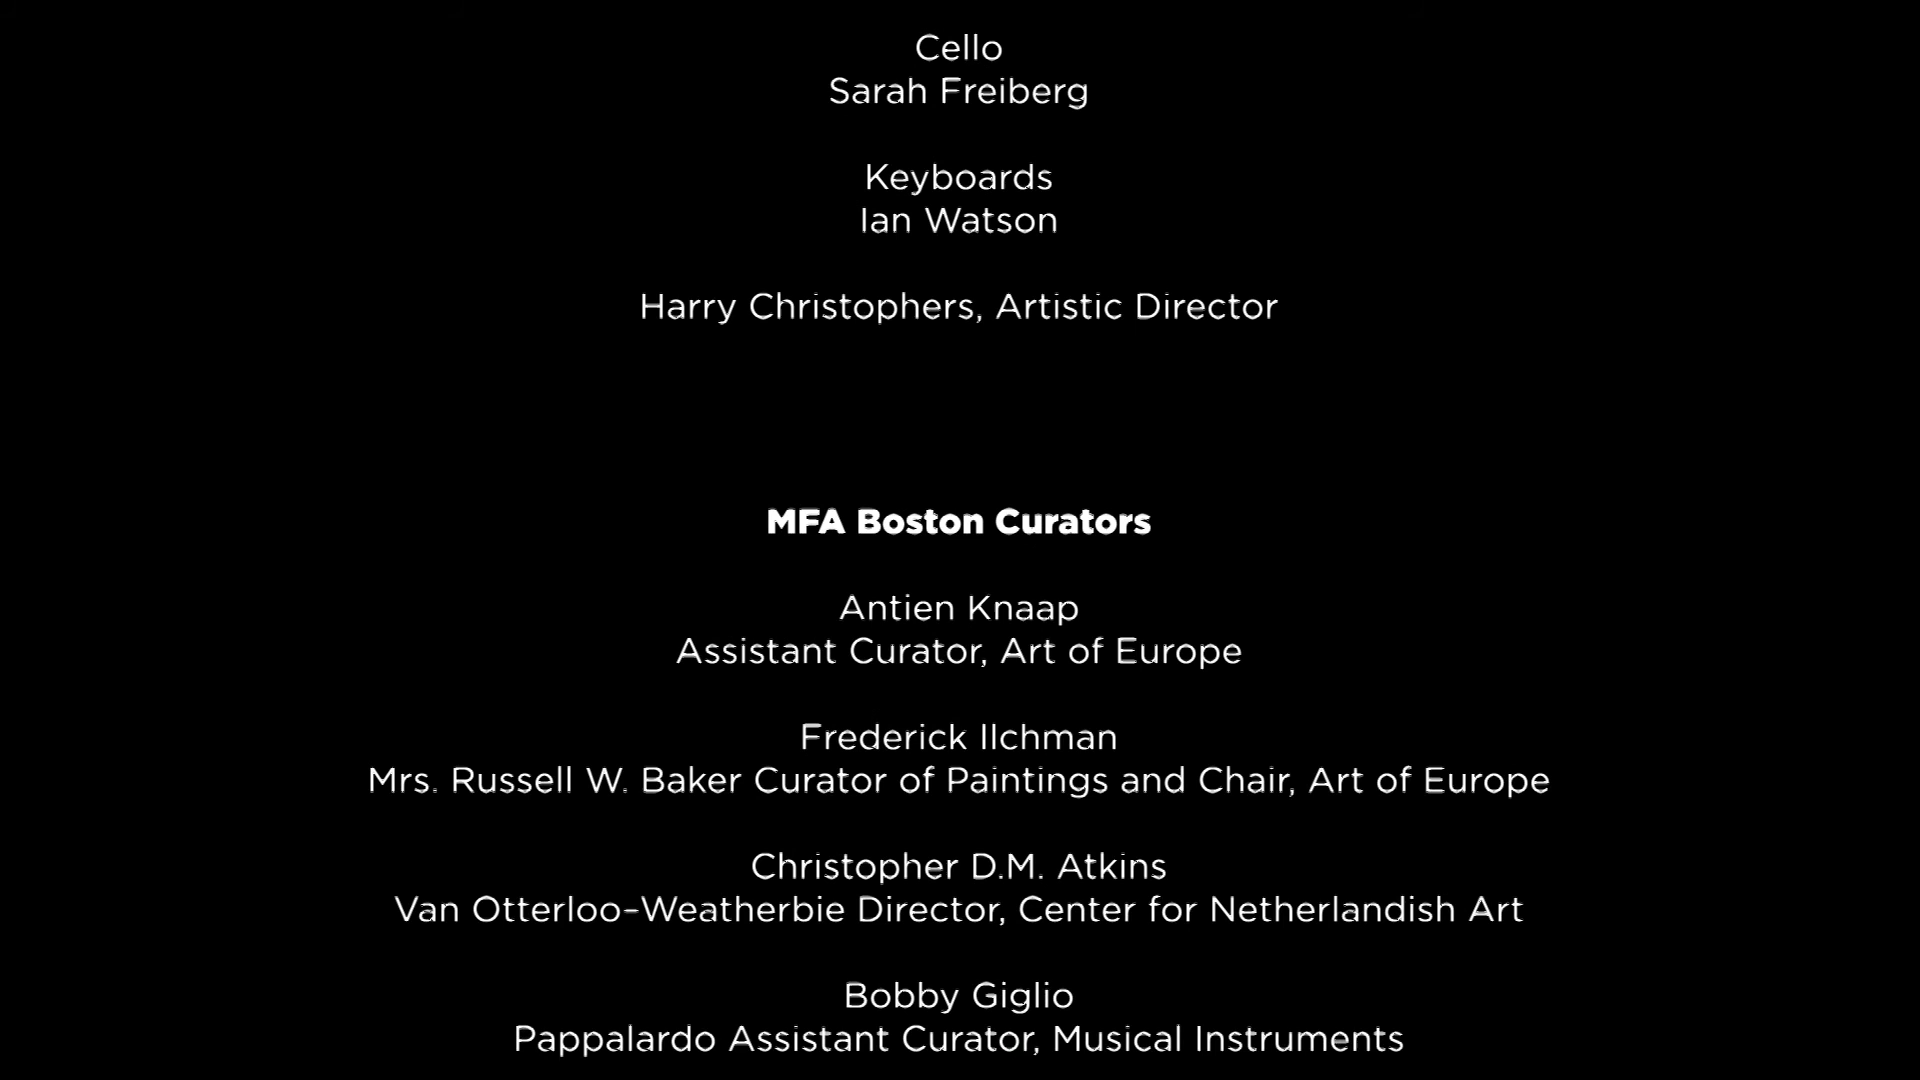 Cello
Sarah Freiberg
Keyboards
Ian Watson
Harry Christophers, Artistic Director
MFA Boston Curators
Antien Knaap
Assistant Curator, Art of Europe
Frederick Ilchman
Mrs. Russell W. Baker Curator of Paintings and Chair, Art of Europe
Christopher D.M. Atkins
Van Otterloo–Weatherbie Director, Center for Netherlandish Art
Bobby Giglio
Pappalardo Assistant Curator, Musical Instruments